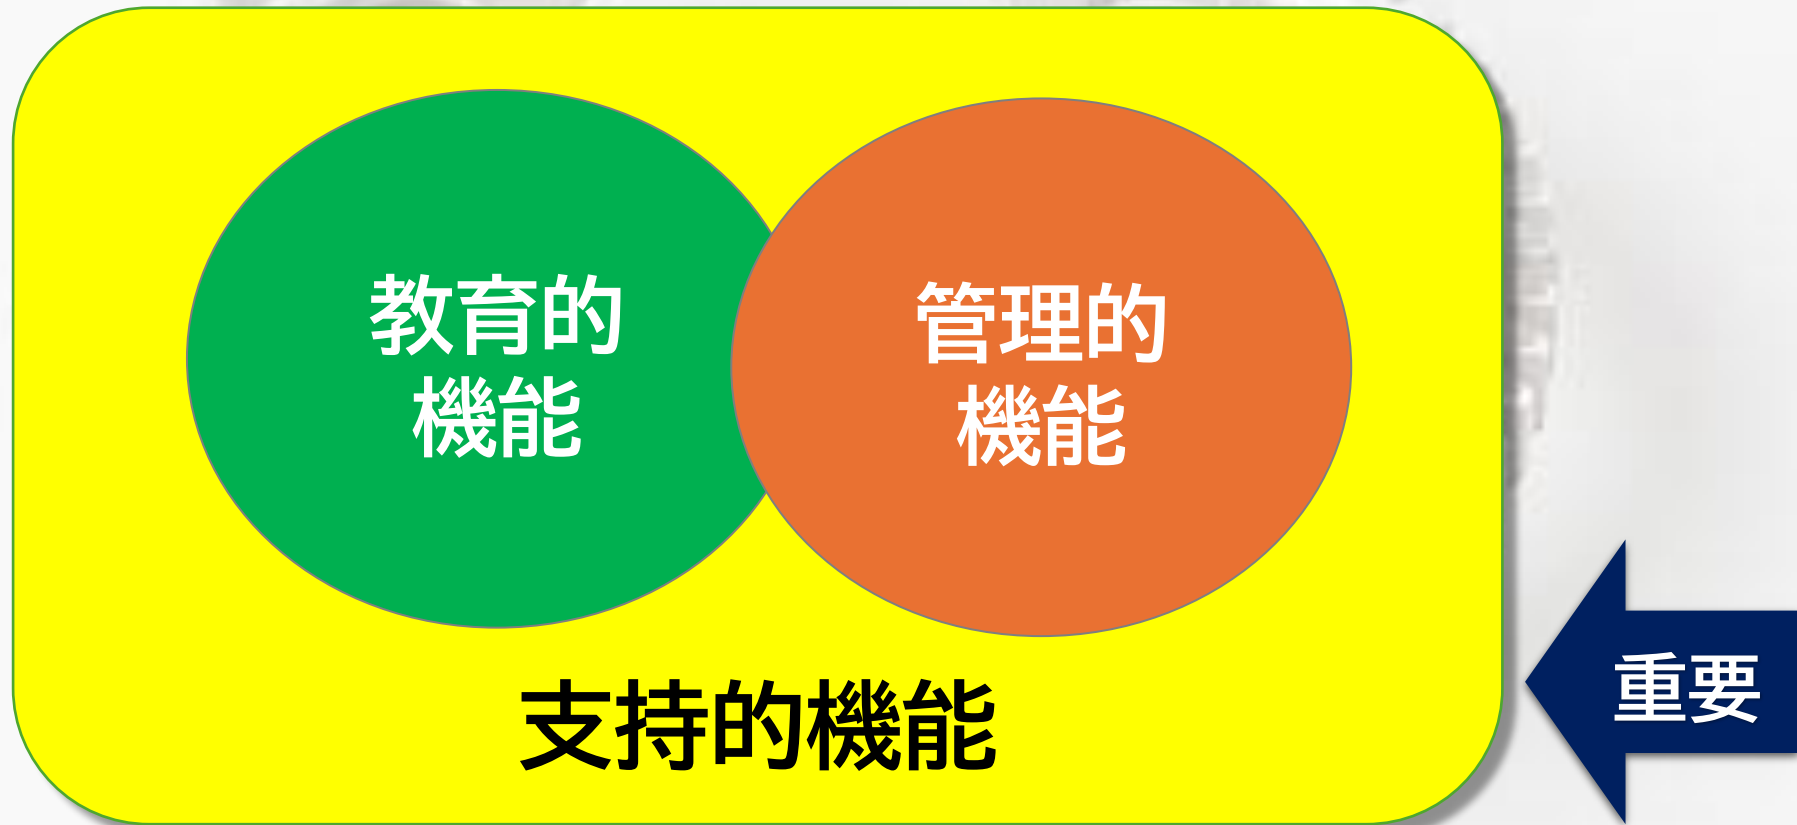 教育的
機能
管理的
機能
支持的機能
重要